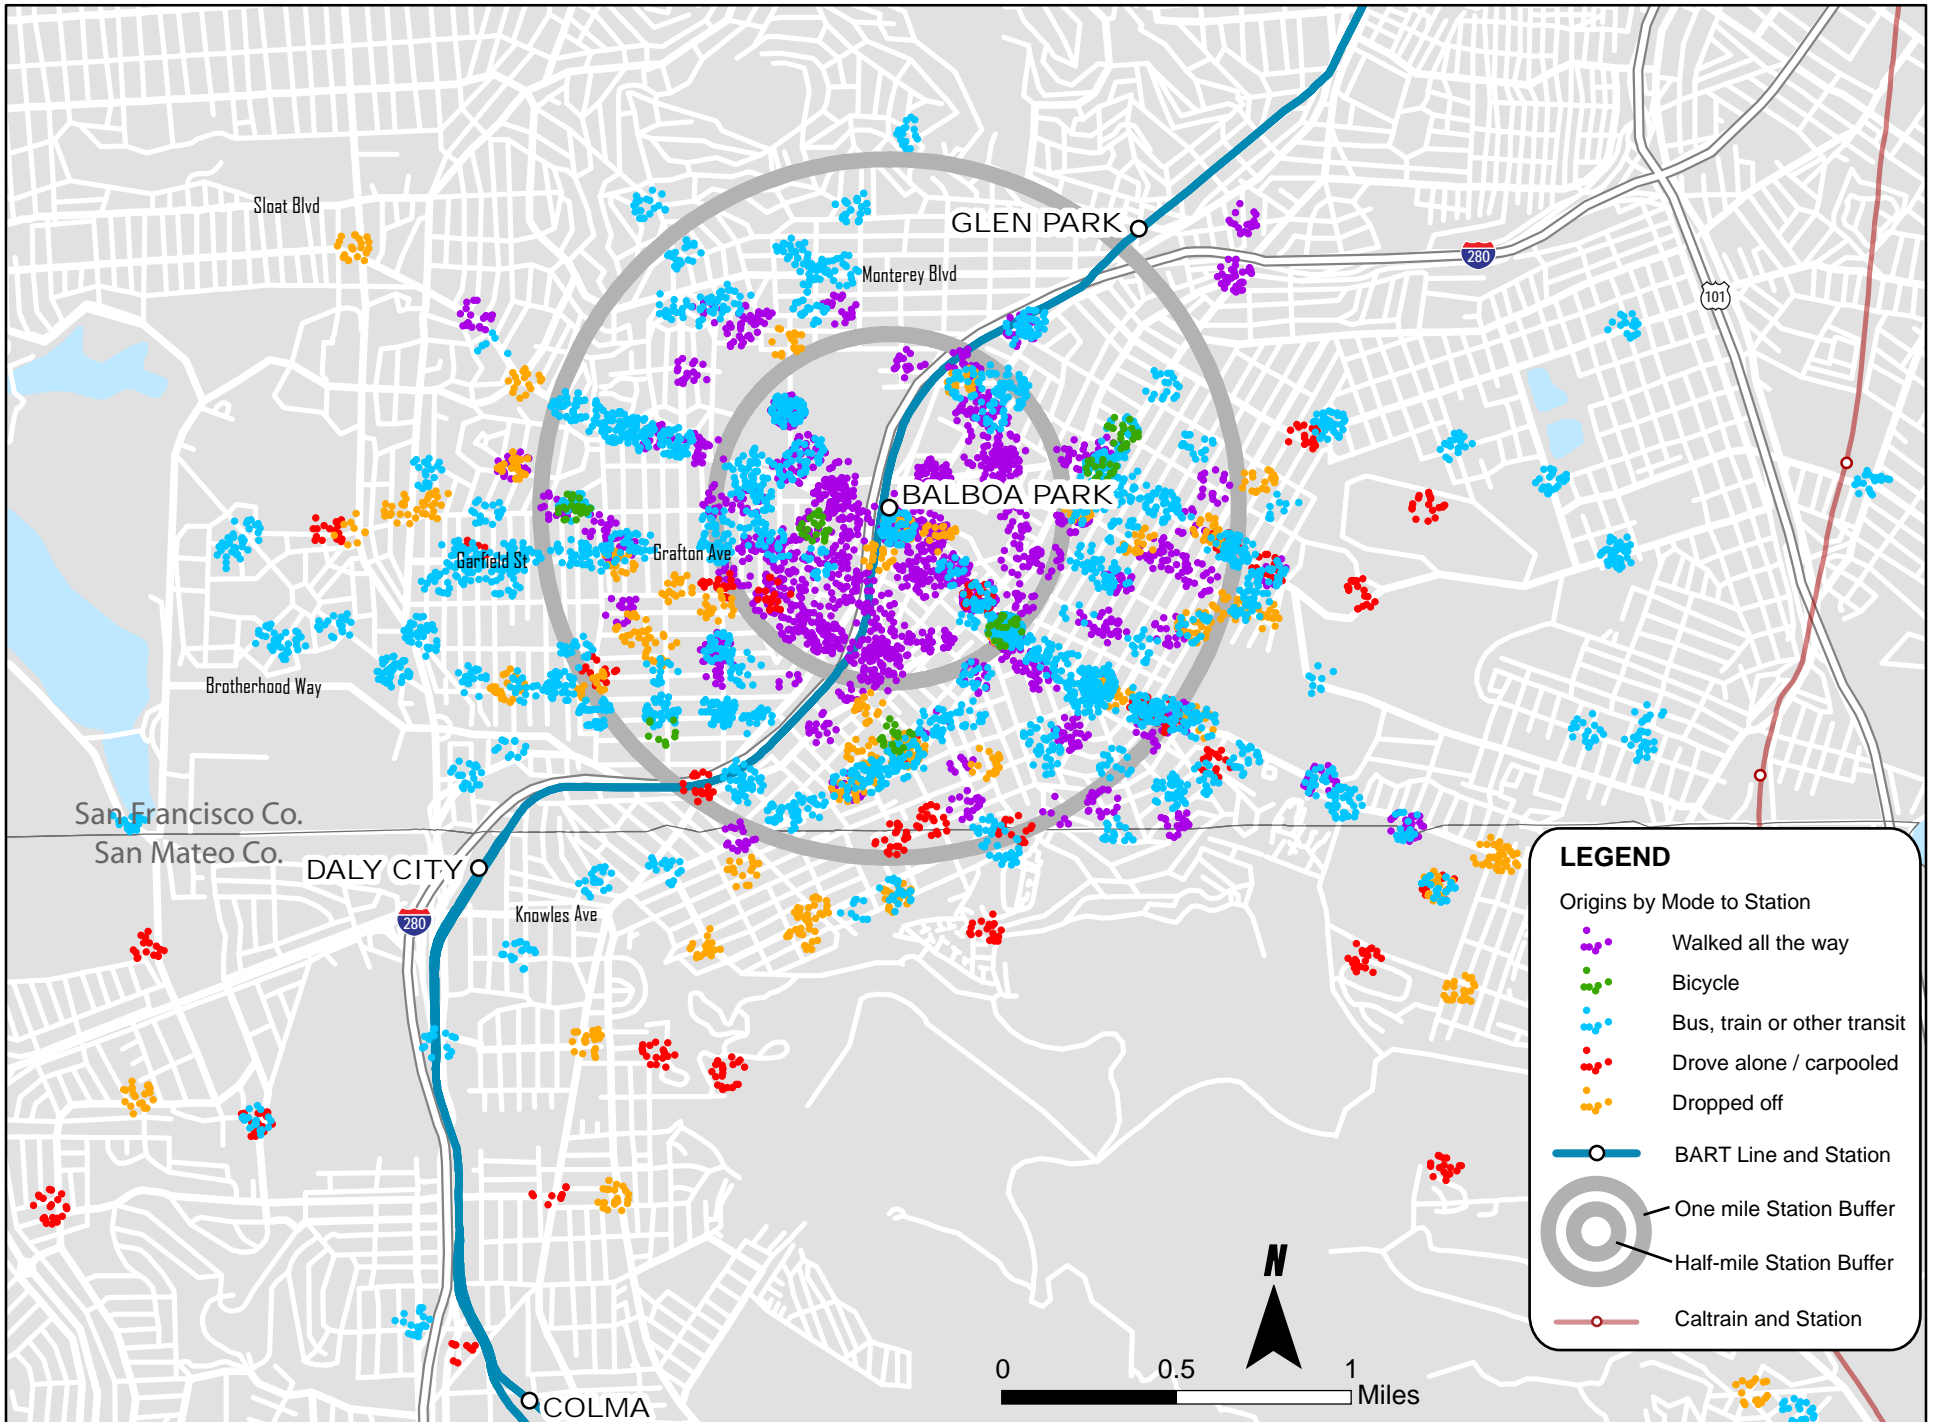 Sloat Blvd
GLEN PARK
280
Monterey Blvd
101
BALBOA PARK
Grafton Ave
Garfield St
Brotherhood Way
San Francisco Co.
San Mateo Co.
DALY CITY
280
Knowles Ave
COLMA
N
0 0.5 1
Miles
LEGEND
Origins by Mode to Station
Walked all the way
Bicycle
Bus, train or other transit
Drove alone / carpooled
Dropped off
BART Line and Station
One mile Station Buffer
Half-mile Station Buffer
Caltrain and Station